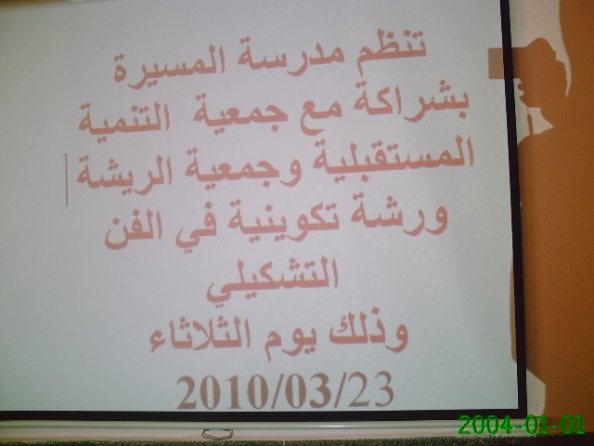 تنظم مدرسة المسيرة
بشراكة مع جمعية التنمية
المستقبلية وجمعية الريشة
ورشة تكوينية في الفن
التشكيلي
وذلك يوم الثلاثاء
2010/03/23
2004-01-01